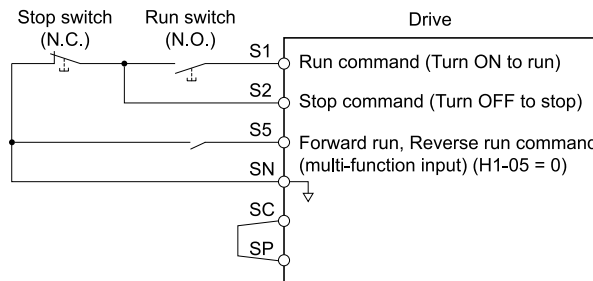 Stop switch
(N.C.)
Run switch
(N.O.)
Drive
S1
Run command (Turn ON to run)
S2
Stop command (Turn OFF to stop)
S5
Forward run, Reverse run command
(multi-function input) (H1-05 = 0)
SN
SC
SP